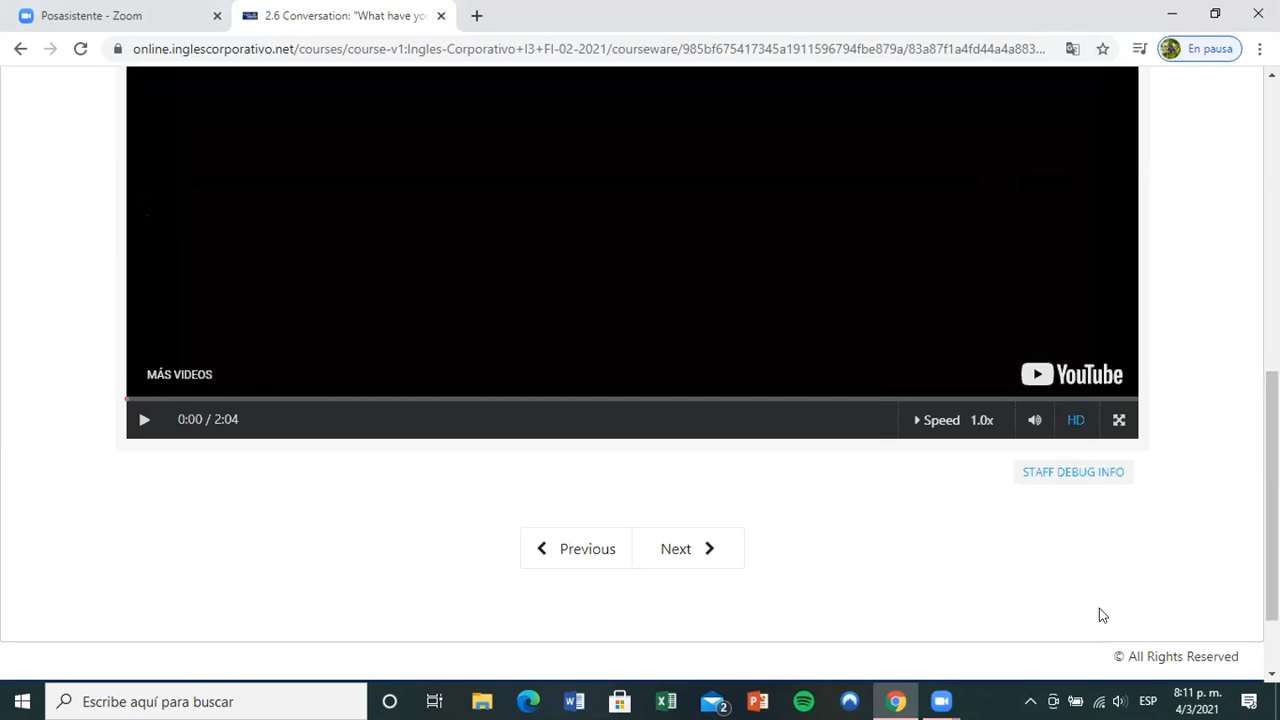 Posasistente - Zoom
2.6 Conversation: "What have yo
online.inglescorporativo.net/courses/course-v1:Ingles-Corporativo+I3+FI-02-2021/courseware/985bf675417345a1911596794fbe879a/83a87f1a4fd44a4a883...
En pausa
MÁS VIDEOS
YouTube
0:00 / 2:04
Speed 1.0x
HD
STAFF DEBUG INFO
Previous
Next
© All Rights Reserved
Escribe aquí para buscar
2
ESP
8:11 p. m.
4/3/2021